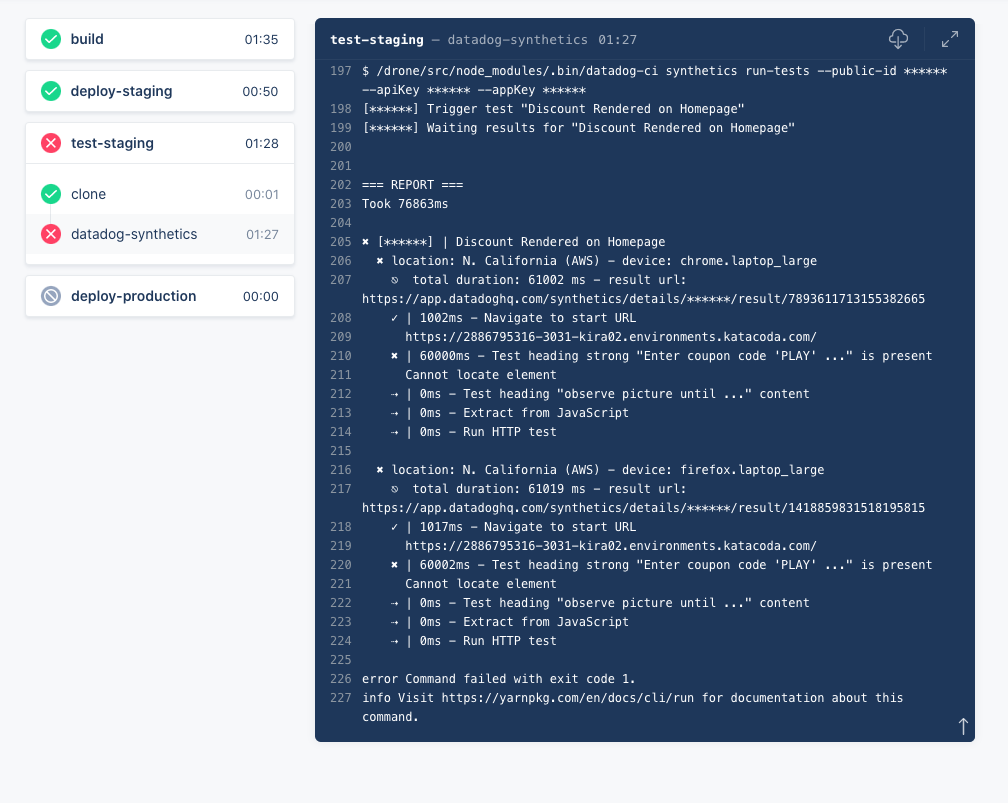 build 01:35
deploy-staging 00:50
test-staging 01:28
clone 00:01
datadog-synthetics 01:27
deploy-production 00:00
test-staging — datadog-synthetics 01:27
197 $ /drone/src/node_modules/.bin/datadog-ci synthetics run-tests --public-id ******
--apiKey ****** --appKey ******
198 [******] Trigger test "Discount Rendered on Homepage"
199 [******] Waiting results for "Discount Rendered on Homepage"
200
201
202 === REPORT ===
203 Took 76863ms
204
205 ✖ [******] | Discount Rendered on Homepage
206 ✖ location: N. California (AWS) - device: chrome.laptop_large
207 ⎋ total duration: 61002 ms - result url:
https://app.datadoghq.com/synthetics/details/******/result/7893611713155382665
208 ✓ | 1002ms - Navigate to start URL
209 https://2886795316-3031-kira02.environments.katacoda.com/
210 ✖ | 60000ms - Test heading strong "Enter coupon code 'PLAY' ..." is present
211 Cannot locate element
212 ⇢ | 0ms - Test heading "observe picture until ..." content
213 ⇢ | 0ms - Extract from JavaScript
214 ⇢ | 0ms - Run HTTP test
215
216 ✖ location: N. California (AWS) - device: firefox.laptop_large
217 ⎋ total duration: 61019 ms - result url:
https://app.datadoghq.com/synthetics/details/******/result/1418859831518195815
218 ✓ | 1017ms - Navigate to start URL
219 https://2886795316-3031-kira02.environments.katacoda.com/
220 ✖ | 60002ms - Test heading strong "Enter coupon code 'PLAY' ..." is present
221 Cannot locate element
222 ⇢ | 0ms - Test heading "observe picture until ..." content
223 ⇢ | 0ms - Extract from JavaScript
224 ⇢ | 0ms - Run HTTP test
225
226 error Command failed with exit code 1.
227 info Visit https://yarnpkg.com/en/docs/cli/run for documentation about this
command.